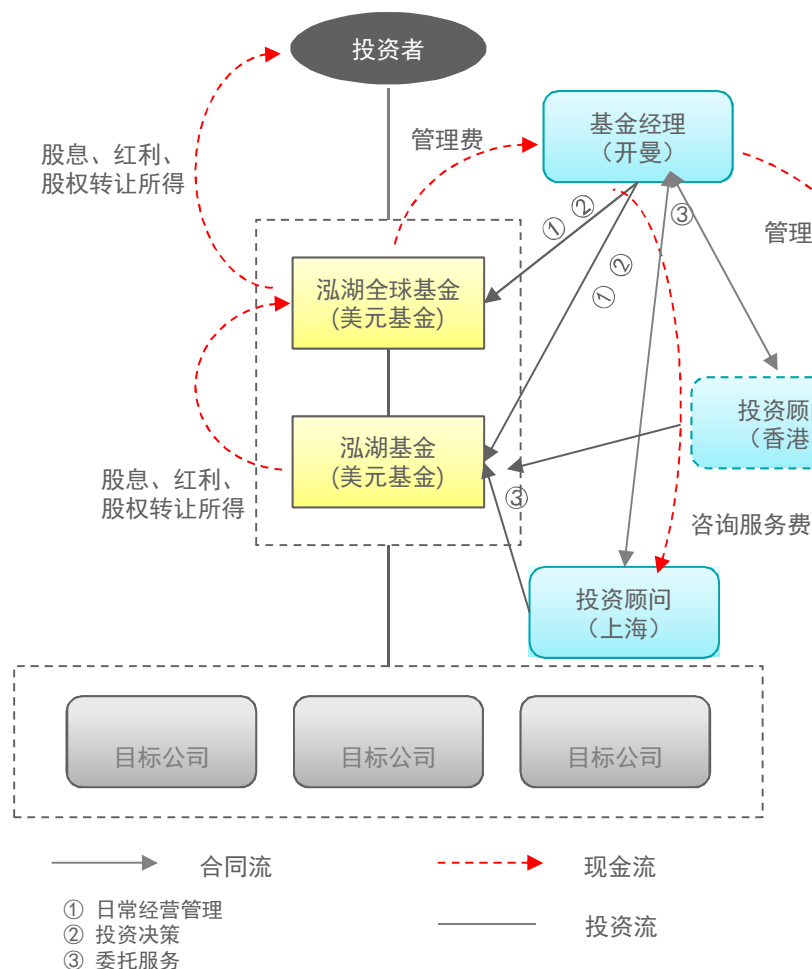 投资者
基金经理
（开曼）
管理费
股息、红利、
股权转让所得
① ②
③
管理
泓湖全球基金
(美元基金)
① ②
投资顾
（香港
泓湖基金
(美元基金)
股息、红利、
股权转让所得
③
咨询服务费
投资顾问
（上海）
目标公司
目标公司
目标公司
合同流
现金流
① 日常经营管理
② 投资决策
③ 委托服务
投资流